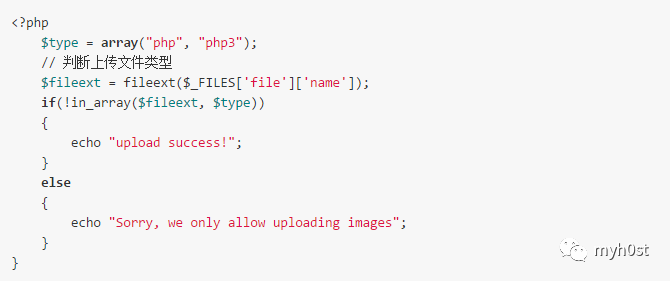 <?php
$type = array("php", "php3");
// 判断上传文件类型
$fileext = fileext($_FILES['file']['name']);
if(!in_array($fileext, $type))
{
echo "upload success!";
}
else
{
echo "Sorry, we only allow uploading images";
}
}
myh0st